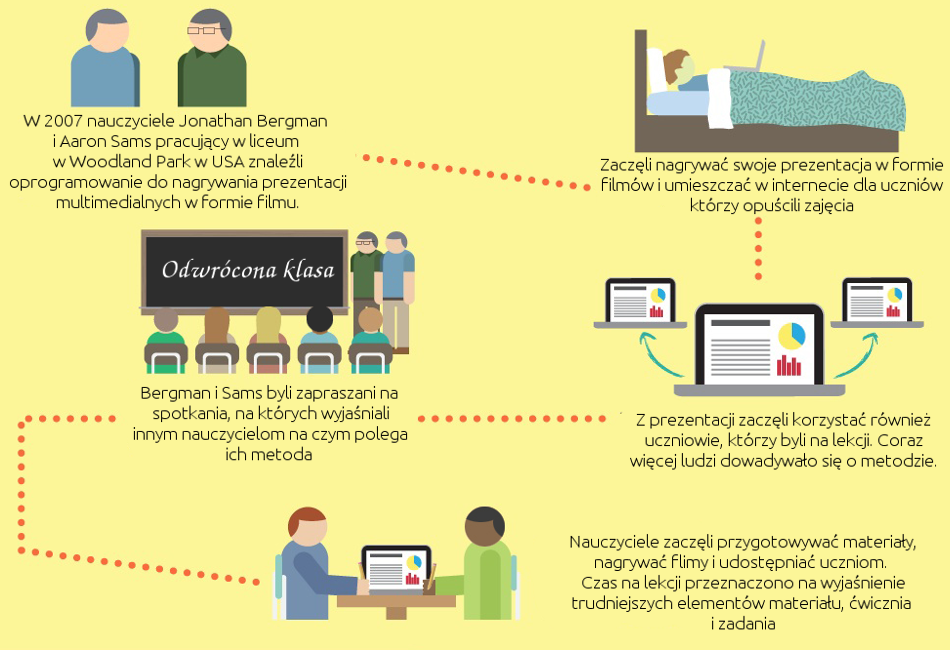 W 2007 nauczyciele Jonathan Bergman
i Aaron Sams pracujący w liceum
w Woodland Park w USA znaleźli
oprogramowanie do nagrywania prezentacji
multimedialnych w formie filmu.
Zaczęli nagrywać swoje prezentacja w formie
filmów i umieszczać w internecie dla uczniów
którzy opuścili zajęcia
Z prezentacji zaczęli korzystać również
uczniowie, którzy byli na lekcji. Coraz
więcej ludzi dowadywało się o metodzie.
Odwrócona klasa
Bergman i Sams byli zapraszani na
spotkania, na których wyjaśniali
innym nauczycielom na czym polega
ich metoda
Nauczyciele zaczęli przygotowywać materiały,
nagrywać flimy i udostępniać uczniom.
Czas na lekcji przeznaczono na wyjaśnienie
trudniejszych elementów materiału, ćwicznia
i zadania